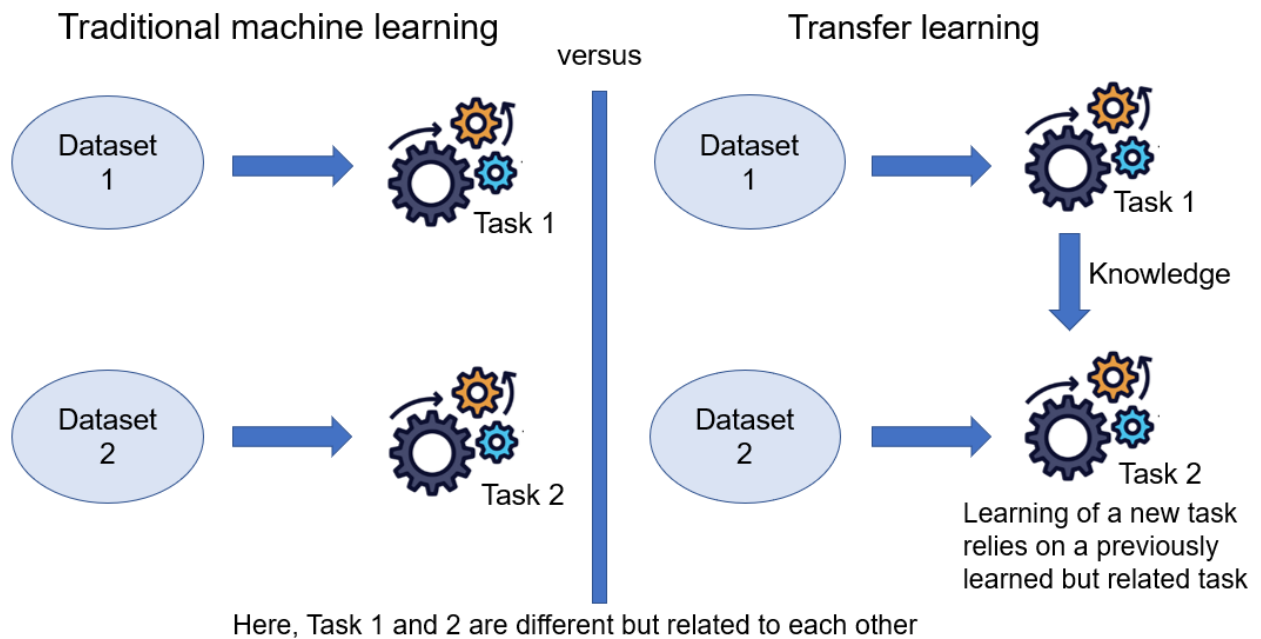 Traditional machine learning
versus
Transfer learning
Dataset
1
Task 1
Dataset
2
Task 2
Dataset
1
Task 1
Knowledge
Dataset
2
Task 2
Learning of a new task
relies on a previously
learned but related task
Here, Task 1 and 2 are different but related to each other